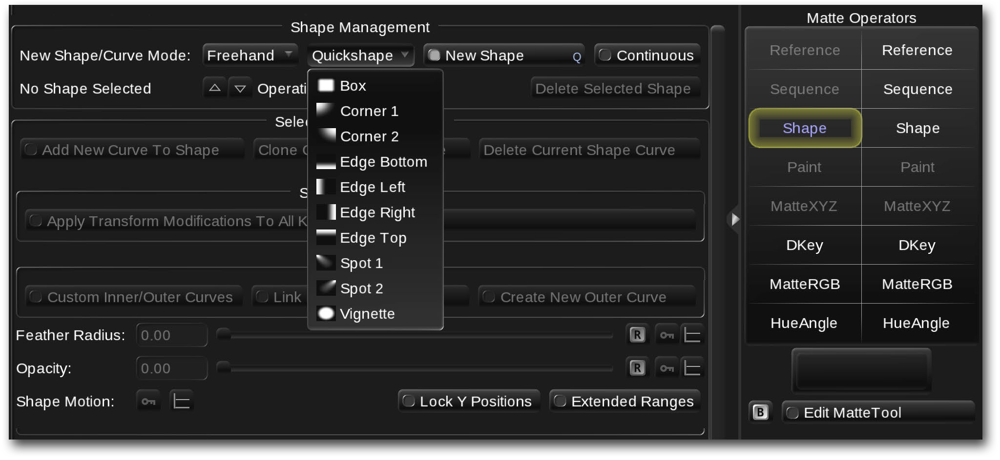 Shape Management
New Shape/Curve Mode: Freehand Quickshape New Shape Q Continuous
No Shape Selected Operati Delete Selected Shape
Box
Corner 1
Corner 2
Edge Bottom
Edge Left
Edge Right
Edge Top
Spot 1
Spot 2
Vignette
Selec
Add New Curve To Shape Clone C e Delete Current Shape Curve
S
Apply Transform Modifications To All K
Custom Inner/Outer Curves Link Create New Outer Curve
Feather Radius: 0.00 R
Opacity: 0.00 R
Shape Motion: Lock Y Positions Extended Ranges
Matte Operators
Reference Reference
Sequence Sequence
Shape Shape
Paint Paint
MatteXYZ MatteXYZ
DKey DKey
MatteRGB MatteRGB
HueAngle HueAngle
B Edit MatteTool